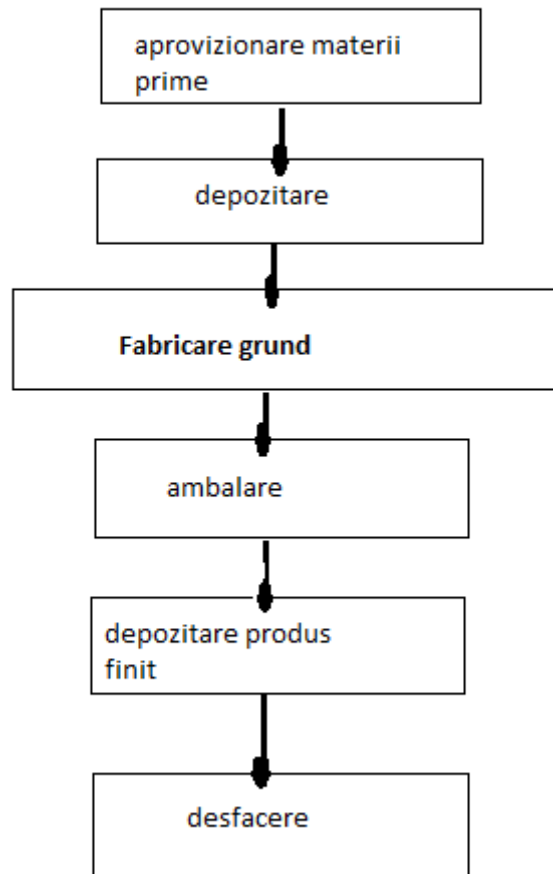 aprovizionare materii
prime
depozitare
Fabricare grund
ambalare
depozitare produs
finit
desfacere